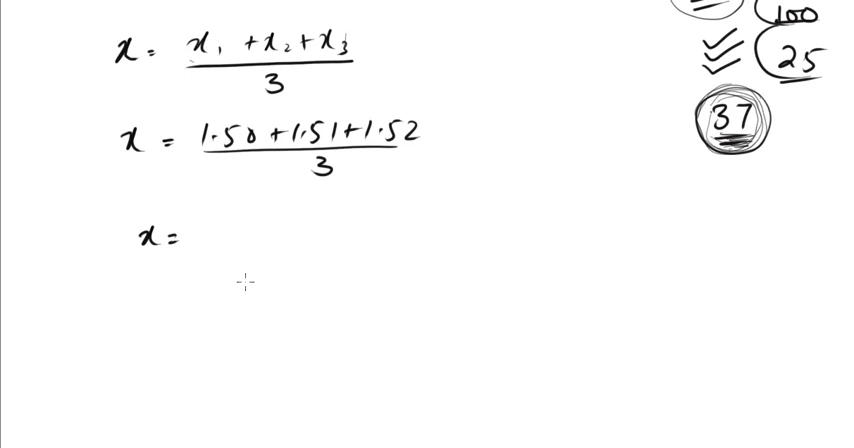 100
25
37
x = x₁ + x₂ + x₃
3
x = 1.50 + 1.51 + 1.52
3
x =